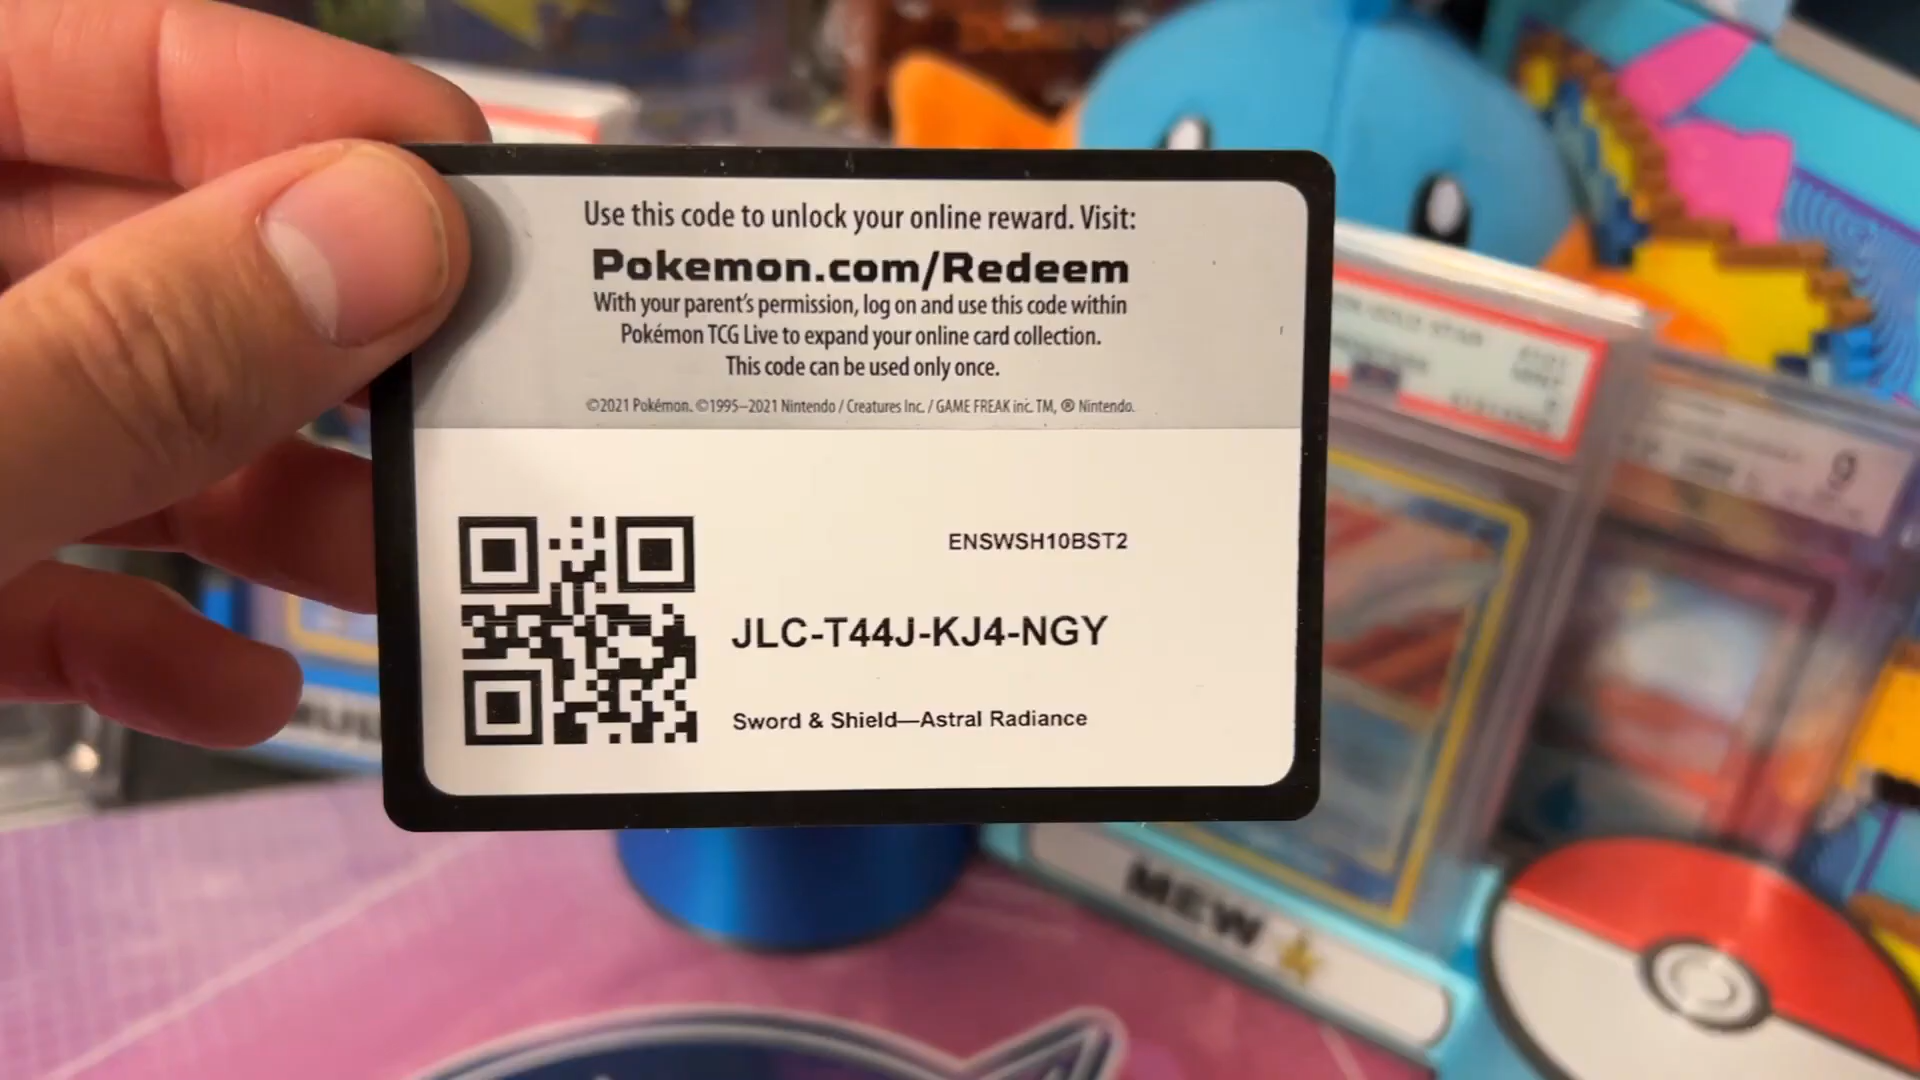 Use this code to unlock your online reward. Visit:
Pokemon.com/Redeem
With your parent's permission, log on and use this code within
Pokémon TCG Live to expand your online card collection.
This code can be used only once.
©2021 Pokémon. ©1995–2021 Nintendo / Creatures Inc. / GAME FREAK inc. TM, ® Nintendo.
ENSWSH10BST2
JLC-T44J-KJ4-NGY
Sword & Shield—Astral Radiance
9
MEW